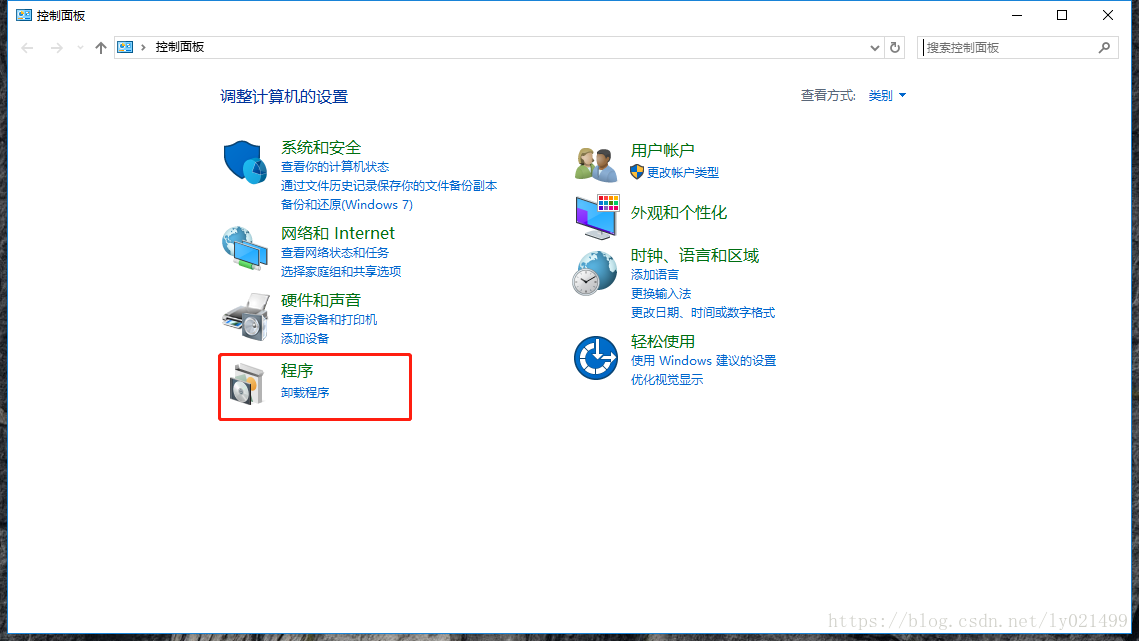 控制面板
控制面板
搜索控制面板
调整计算机的设置
查看方式: 类别
系统和安全
查看你的计算机状态
通过文件历史记录保存你的文件备份副本
备份和还原(Windows 7)
网络和 Internet
查看网络状态和任务
选择家庭组和共享选项
硬件和声音
查看设备和打印机
添加设备
程序
卸载程序
用户帐户
更改帐户类型
外观和个性化
时钟、语言和区域
添加语言
更换输入法
更改日期、时间或数字格式
轻松使用
使用 Windows 建议的设置
优化视觉显示
https://blog.csdn.net/ly021499